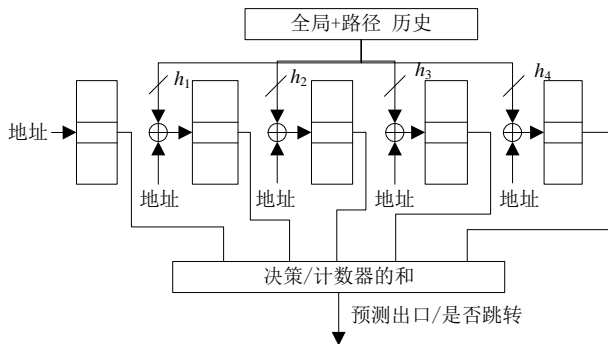 全局+路径 历史
h1
h2
h3
h4
地址
地址
地址
地址
地址
决策/计数器的和
预测出口/是否跳转